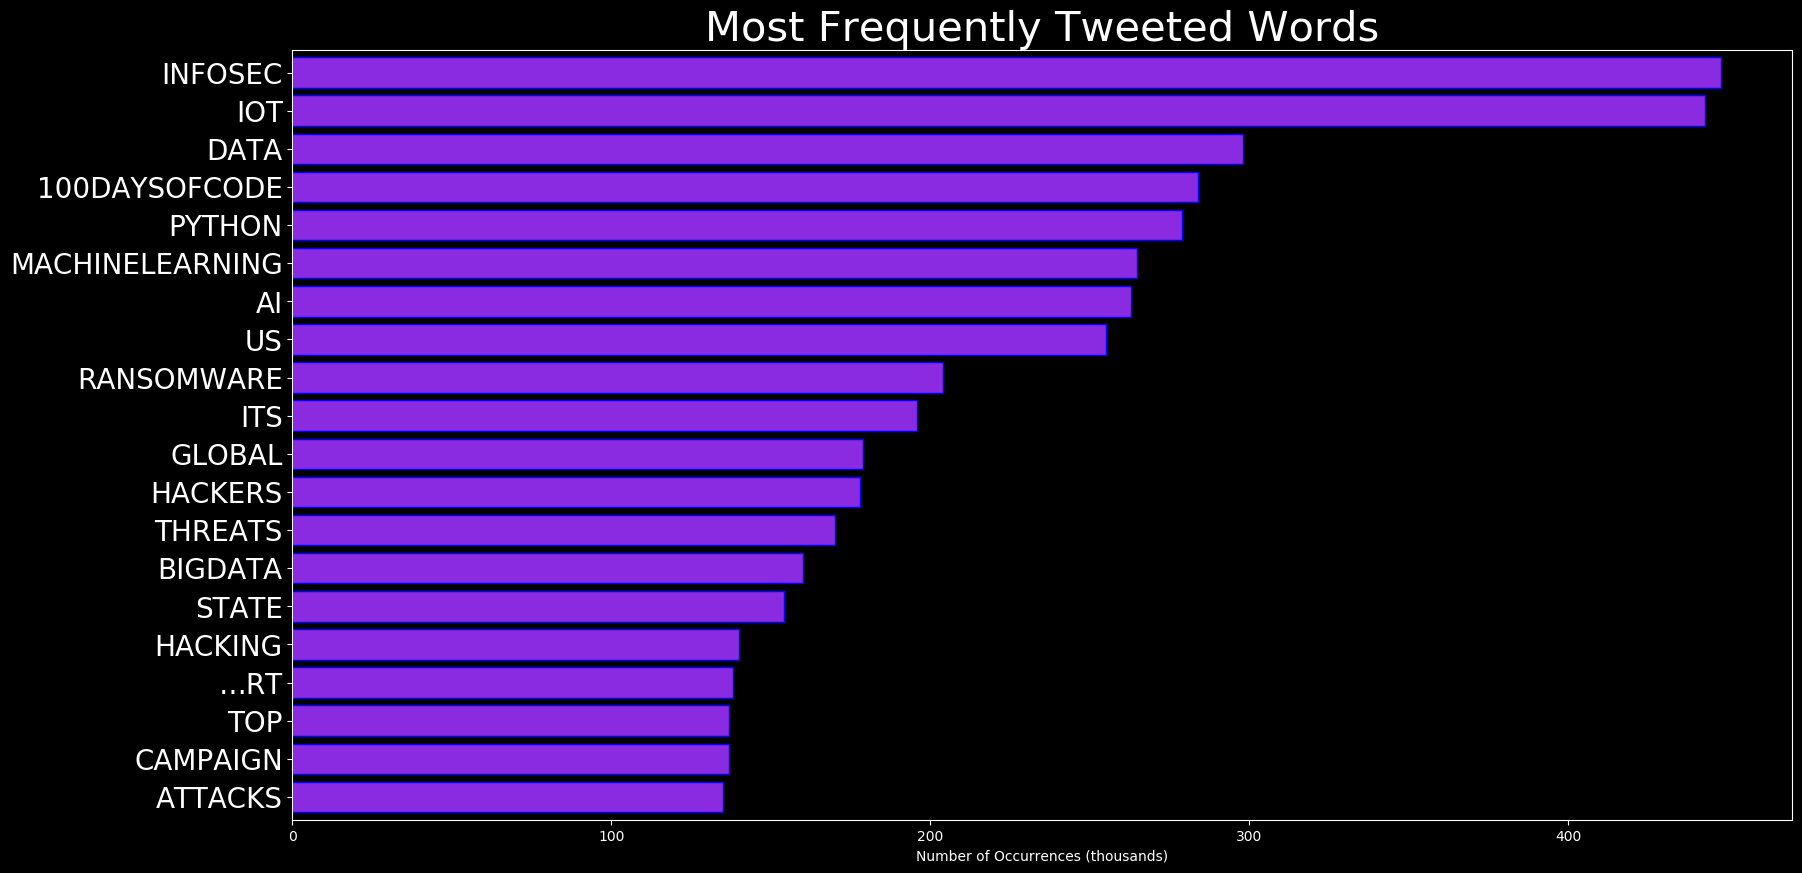 Most Frequently Tweeted Words
INFOSEC
IOT
DATA
100DAYSOFCODE
PYTHON
MACHINELEARNING
AI
US
RANSOMWARE
ITS
GLOBAL
HACKERS
THREATS
BIGDATA
STATE
HACKING
…RT
TOP
CAMPAIGN
ATTACKS
0 100 200 300 400
Number of Occurrences (thousands)